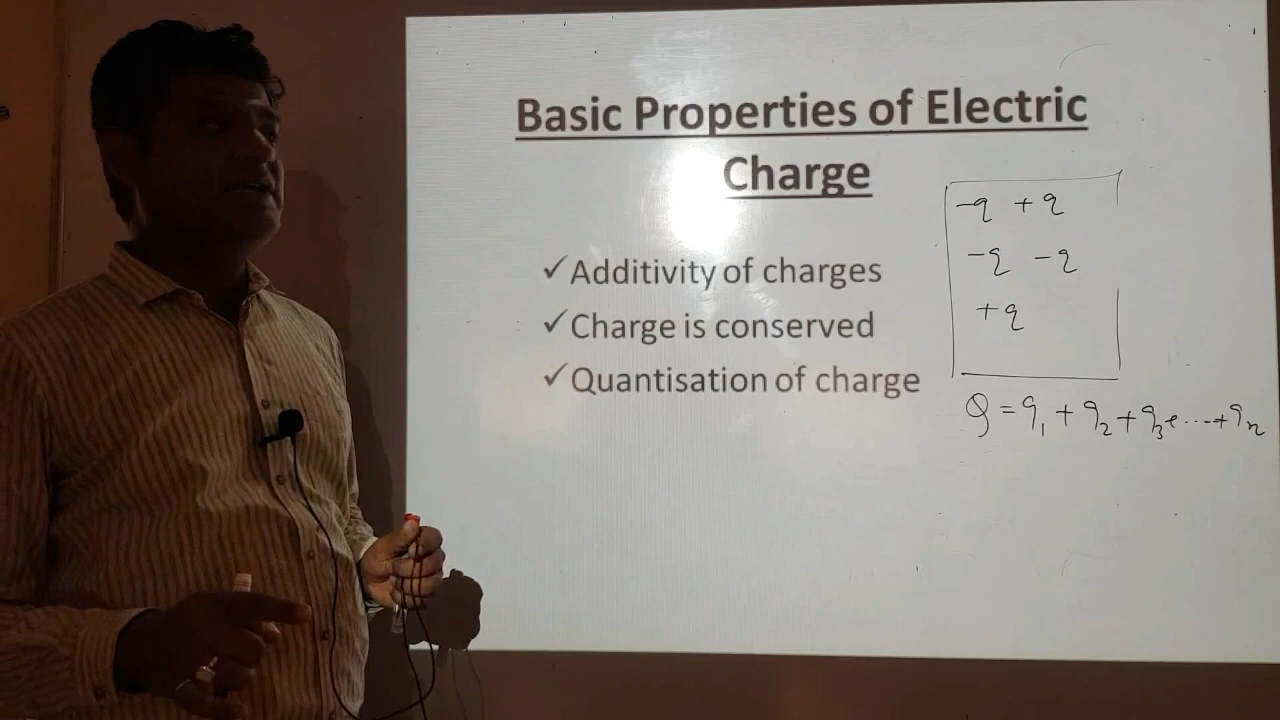 Basic Properties of Electric
Charge
✓Additivity of charges
✓Charge is conserved
✓Quantisation of charge
-q +q
-q -q
+q
Q = q₁ + q₂ + q₃+ ... + qₙ